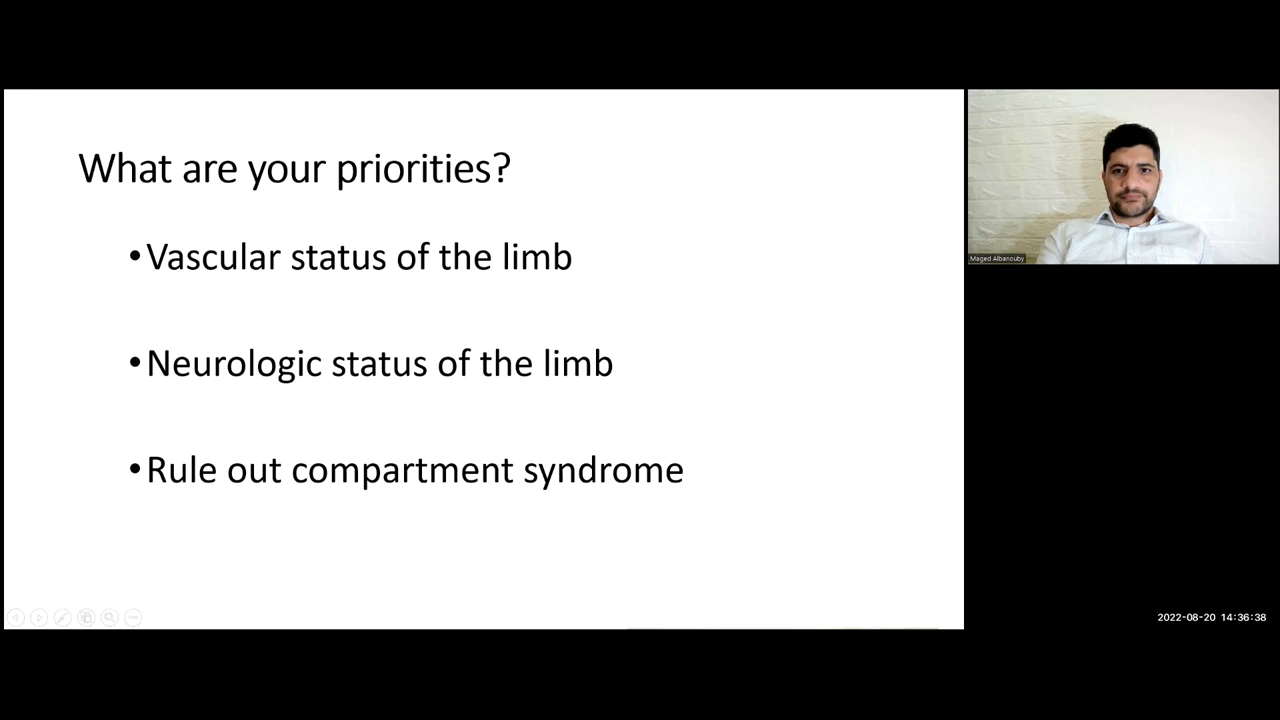 What are your priorities?
•Vascular status of the limb
•Neurologic status of the limb
•Rule out compartment syndrome
Maged Albanouby
2022-08-20 14:36:38